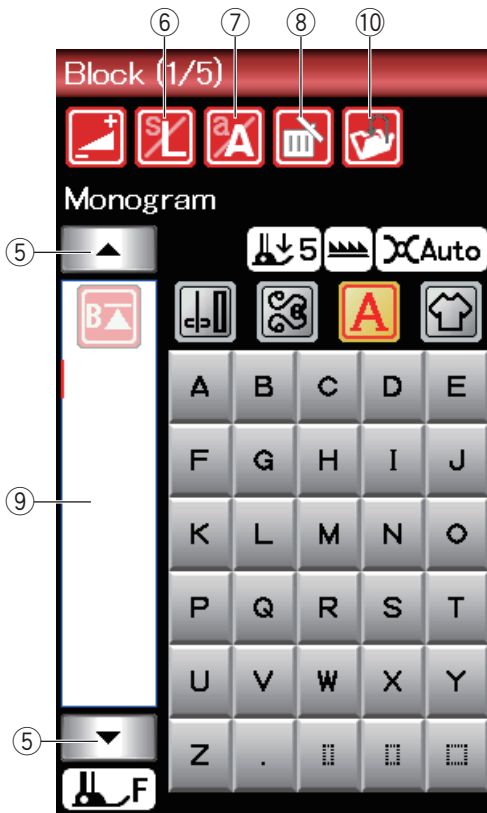 ⑥ ⑦ ⑧ ⑩
Block (1/5)
+ - S L a A
Monogram
⑤ 5 Auto
B A
A B C D E
F G H I J
⑨ K L M N O
P Q R S T
U V W X Y
⑤ Z .
F